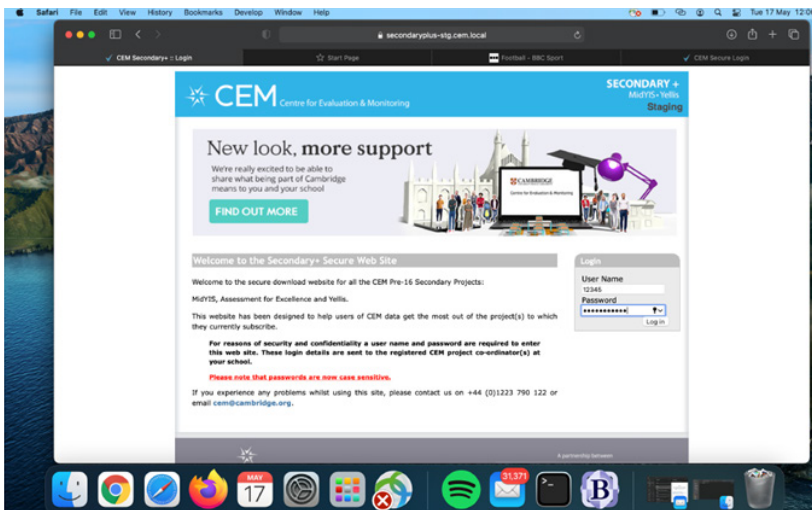 Safari File Edit View History Bookmarks Develop Window Help Tue 17 May 12:0
secondaryplus-stg.cem.local
CEM Secondary+ :: Login Start Page Football - BBC Sport CEM Secure Login
CEM Centre for Evaluation & Monitoring
SECONDARY +
MidYIS • Yellis
Staging
New look, more support
We're really excited to be able to
share what being part of Cambridge
means to you and your school
FIND OUT MORE
CAMBRIDGE
Centre for Evaluation & Monitoring
Welcome to the Secondary+ Secure Web Site
Welcome to the secure download website for all the CEM Pre-16 Secondary Projects:
MidYIS, Assessment for Excellence and Yellis.
This website has been designed to help users of CEM data get the most out of the project(s) to which
they currently subscribe.
For reasons of security and confidentiality a user name and password are required to enter
this web site. These login details are sent to the registered CEM project co-ordinator(s) at
your school.
Please note that passwords are now case sensitive.
If you experience any problems whilst using this site, please contact us on +44 (0)1223 790 122 or
email cem@cambridge.org.
Login
User Name
12345
Password
•••••••••••
Log in
A partnership between
MAY
17
31,371
B